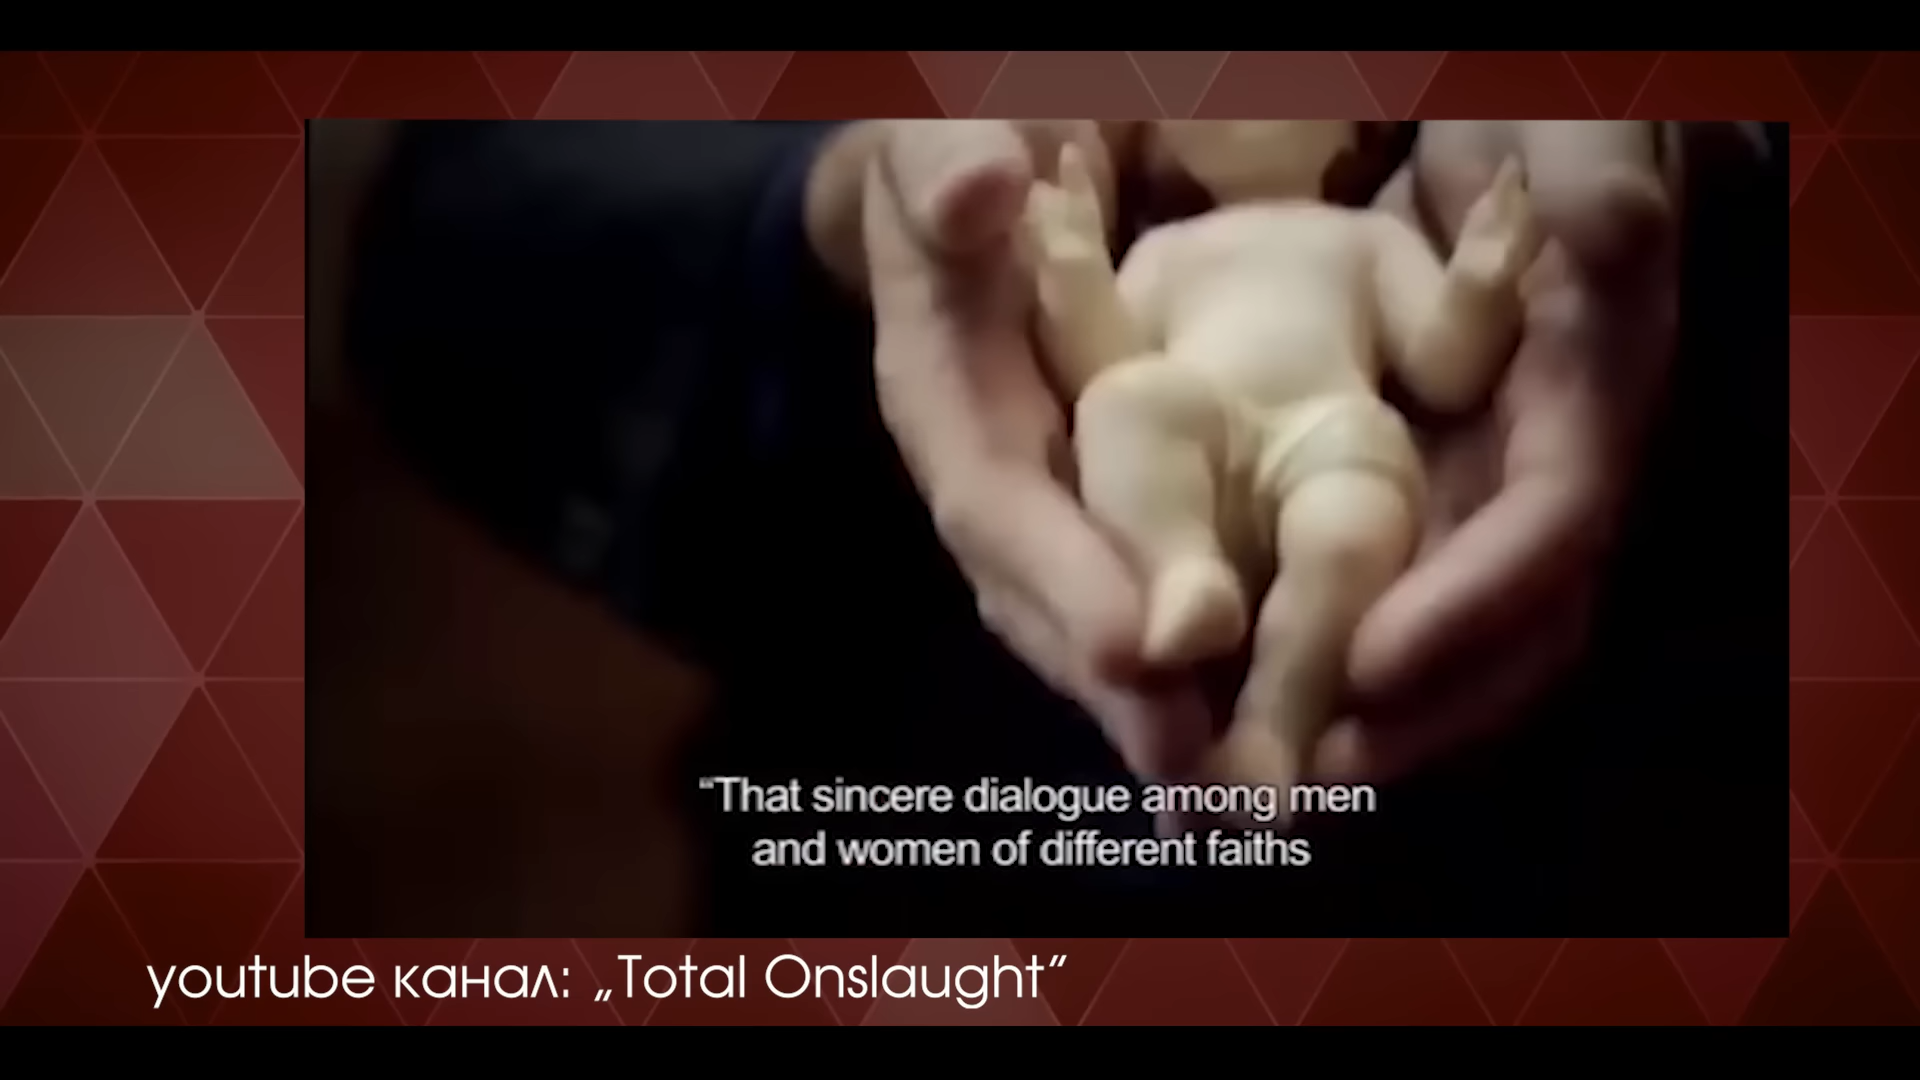 “That sincere dialogue among men
and women of different faiths
youtube канал: „Total Onslaught”